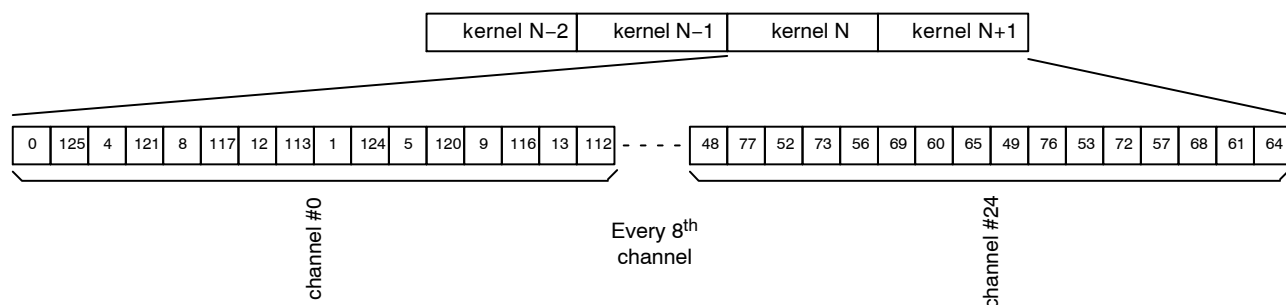 kernel N−2 kernel N−1 kernel N kernel N+1
0 125 4 121 8 117 12 113 1 124 5 120 9 116 13 112 - - - - - 48 77 52 73 56 69 60 65 49 76 53 72 57 68 61 64
channel #0
Every 8th
channel
channel #24